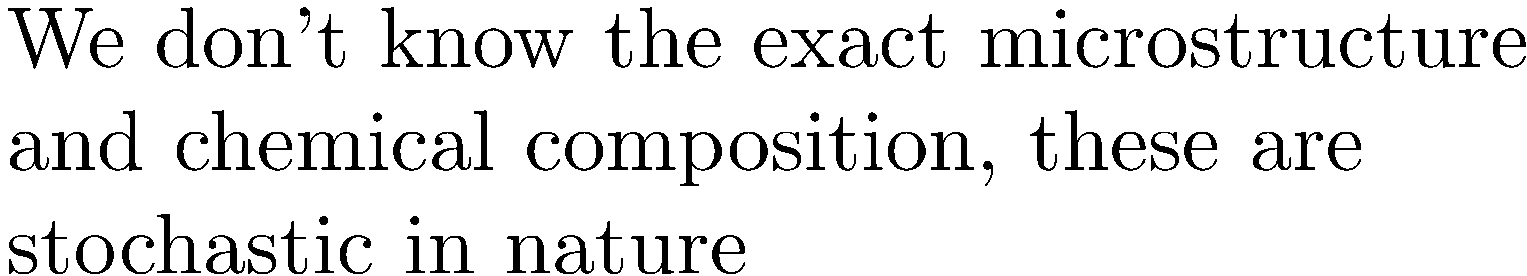 We don't know the exact microstructure
and chemical composition, these are
stochastic in nature